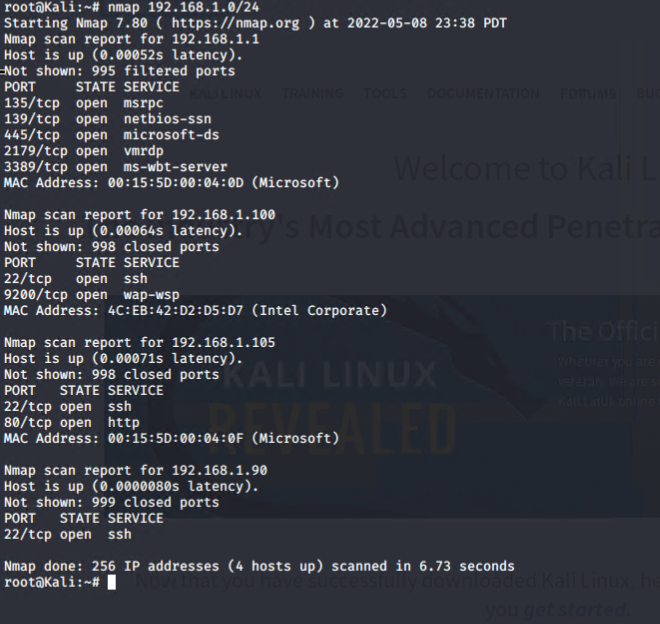 root@Kali:~# nmap 192.168.1.0/24
Starting Nmap 7.80 ( https://nmap.org ) at 2022-05-08 23:38 PDT
Nmap scan report for 192.168.1.1
Host is up (0.00052s latency).
Not shown: 995 filtered ports
PORT     STATE SERVICE
135/tcp  open  msrpc
139/tcp  open  netbios-ssn
445/tcp  open  microsoft-ds
2179/tcp open  vmrdp
3389/tcp open  ms-wbt-server
MAC Address: 00:15:5D:00:04:0D (Microsoft)
Nmap scan report for 192.168.1.100
Host is up (0.00064s latency).
Not shown: 998 closed ports
PORT     STATE SERVICE
22/tcp   open  ssh
9200/tcp open  wap-wsp
MAC Address: 4C:EB:42:D2:D5:D7 (Intel Corporate)
Nmap scan report for 192.168.1.105
Host is up (0.00071s latency).
Not shown: 998 closed ports
PORT   STATE SERVICE
22/tcp open  ssh
80/tcp open  http
MAC Address: 00:15:5D:00:04:0F (Microsoft)
Nmap scan report for 192.168.1.90
Host is up (0.0000080s latency).
Not shown: 999 closed ports
PORT   STATE SERVICE
22/tcp open  ssh
Nmap done: 256 IP addresses (4 hosts up) scanned in 6.73 seconds
root@Kali:~#
KALI LINUX TRAINING TOOLS DOCUMENTATION FORUMS
Welcome to Kali L
ry's Most Advanced Penetra
The Offici
KALI LINUX
REVEALED
Whether you are
Kali Linux online
Now that you have successfully downloaded Kali Linux, he
you get started.